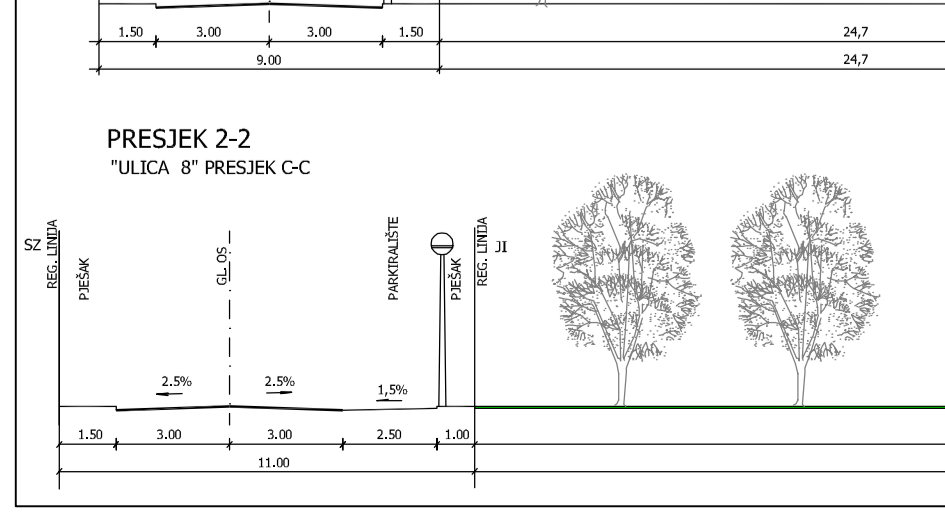 1.50 3.00 3.00 1.50 24,7
9.00 24,7
PRESJEK 2-2
"ULICA 8" PRESJEK C-C
SZ
REG. LINIJA
PJEŠAK
GL. OS
PARKIRALIŠTE
PJEŠAK
REG. LINIJA
JI
2.5% 2.5% 1,5%
1.50 3.00 3.00 2.50 1.00
11.00